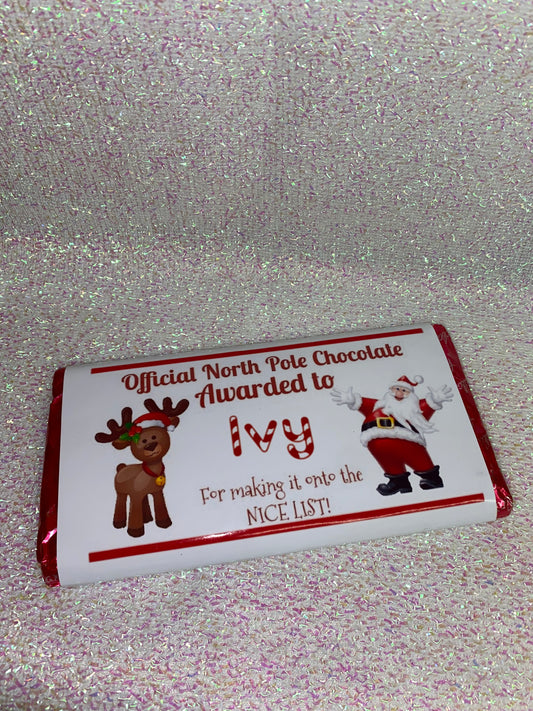 Official North Pole Chocolate
Awarded to
Ivy
For making it onto the
NICE LIST!